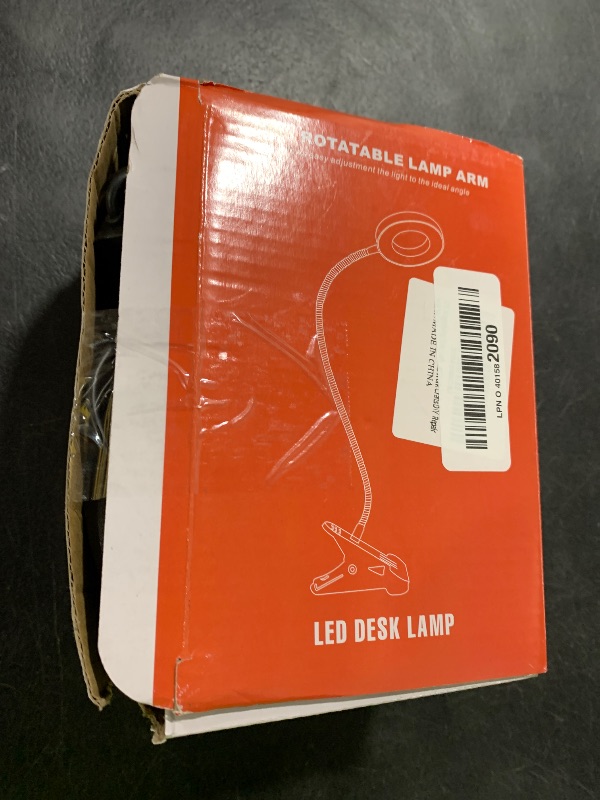 ROTATABLE LAMP ARM
easy adjustment the light to the ideal angle
MADE IN CHINA
LPN O 40158 2090
LED DESK LAMP